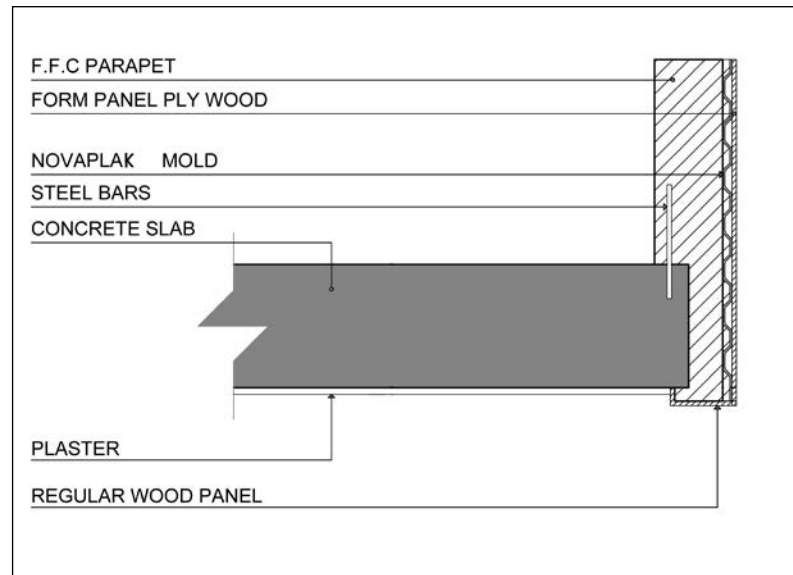 F.F.C PARAPET
FORM PANEL PLY WOOD
NOVAPLAK MOLD
STEEL BARS
CONCRETE SLAB
PLASTER
REGULAR WOOD PANEL